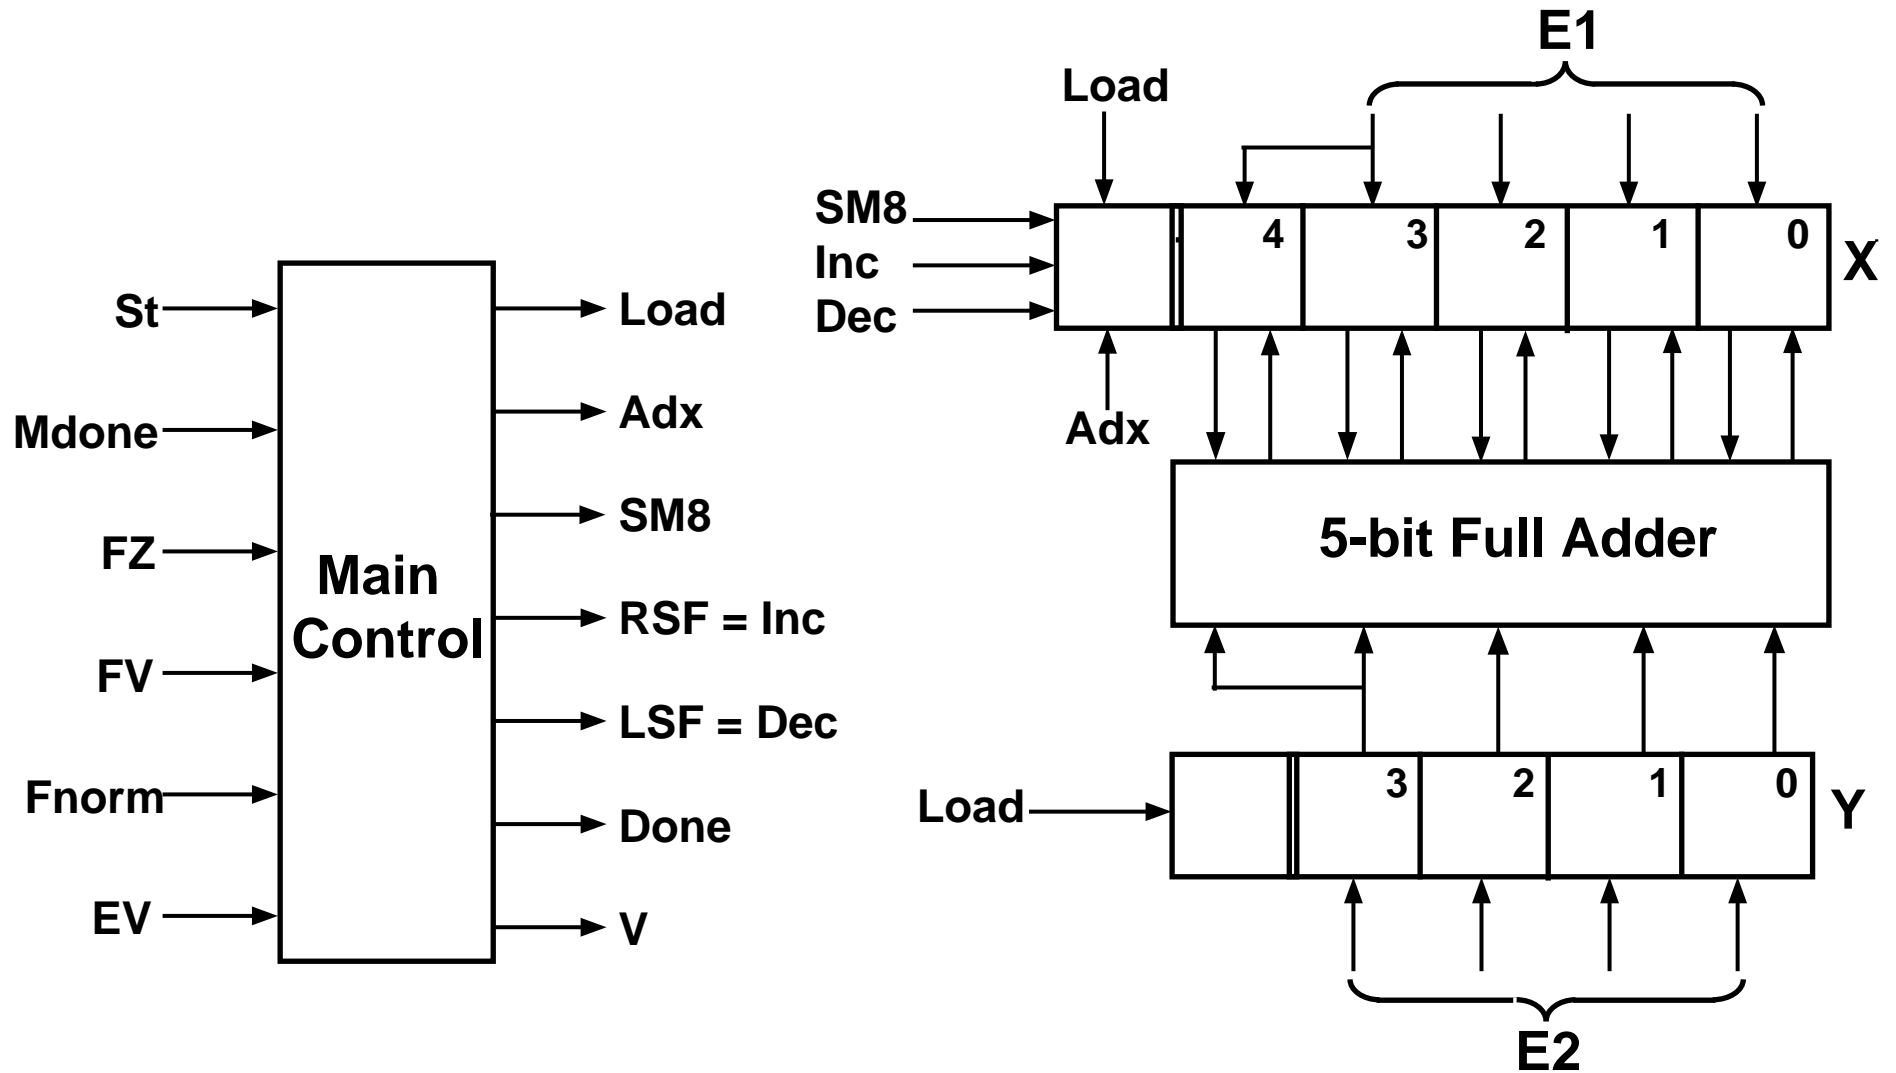 E1
Load
SM8
Inc
Dec
4 3 2 1 0
X
Adx
5-bit Full Adder
Load
3 2 1 0
Y
E2
St
Mdone
FZ
FV
Fnorm
EV
Main
Control
Load
Adx
SM8
RSF = Inc
LSF = Dec
Done
V